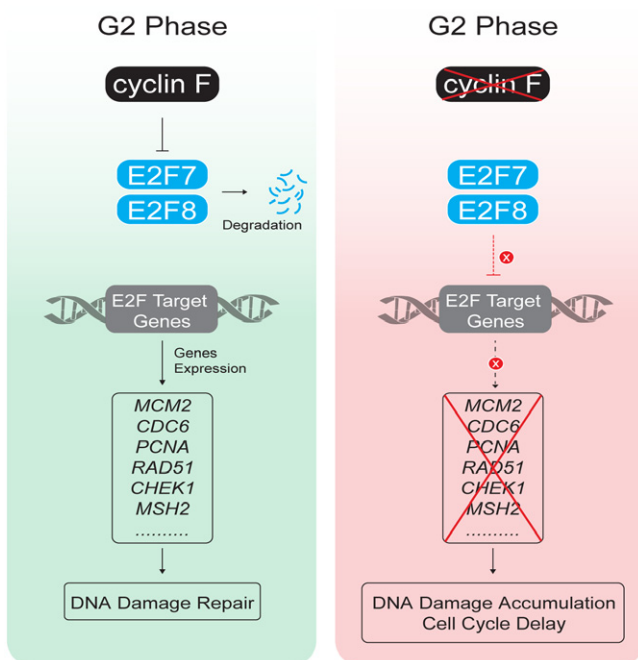 G2 Phase
cyclin F
E2F7
E2F8
Degradation
E2F Target
Genes
Genes
Expression
MCM2
CDC6
PCNA
RAD51
CHEK1
MSH2
..........
DNA Damage Repair
G2 Phase
cyclin F
E2F7
E2F8
x
E2F Target
Genes
x
MCM2
CDC6
PCNA
RAD51
CHEK1
MSH2
..........
DNA Damage Accumulation
Cell Cycle Delay